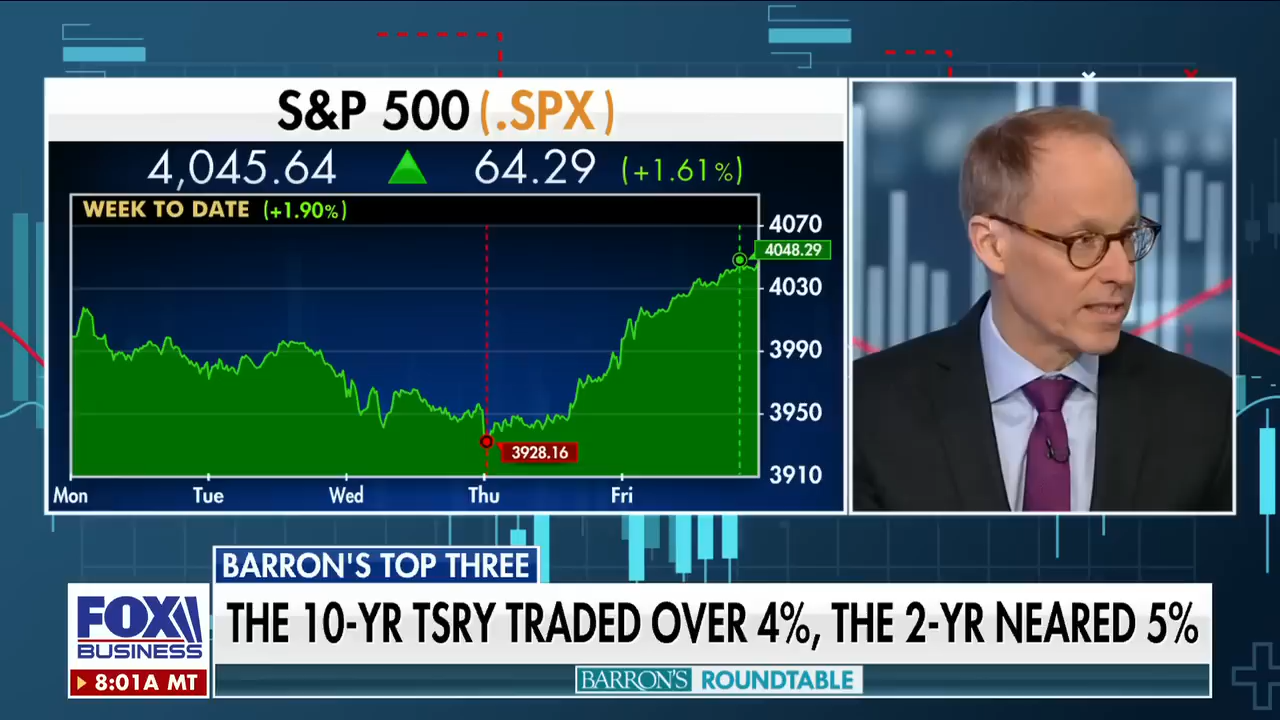 S&P 500 (.SPX)
4,045.64 ▲ 64.29 (+1.61%)
WEEK TO DATE (+1.90%)
4070
4048.29
4030
3990
3950
3928.16
3910
Mon Tue Wed Thu Fri
BARRON'S TOP THREE
THE 10-YR TSRY TRADED OVER 4%, THE 2-YR NEARED 5%
FOX
BUSINESS
8:01A MT
BARRON'S ROUNDTABLE